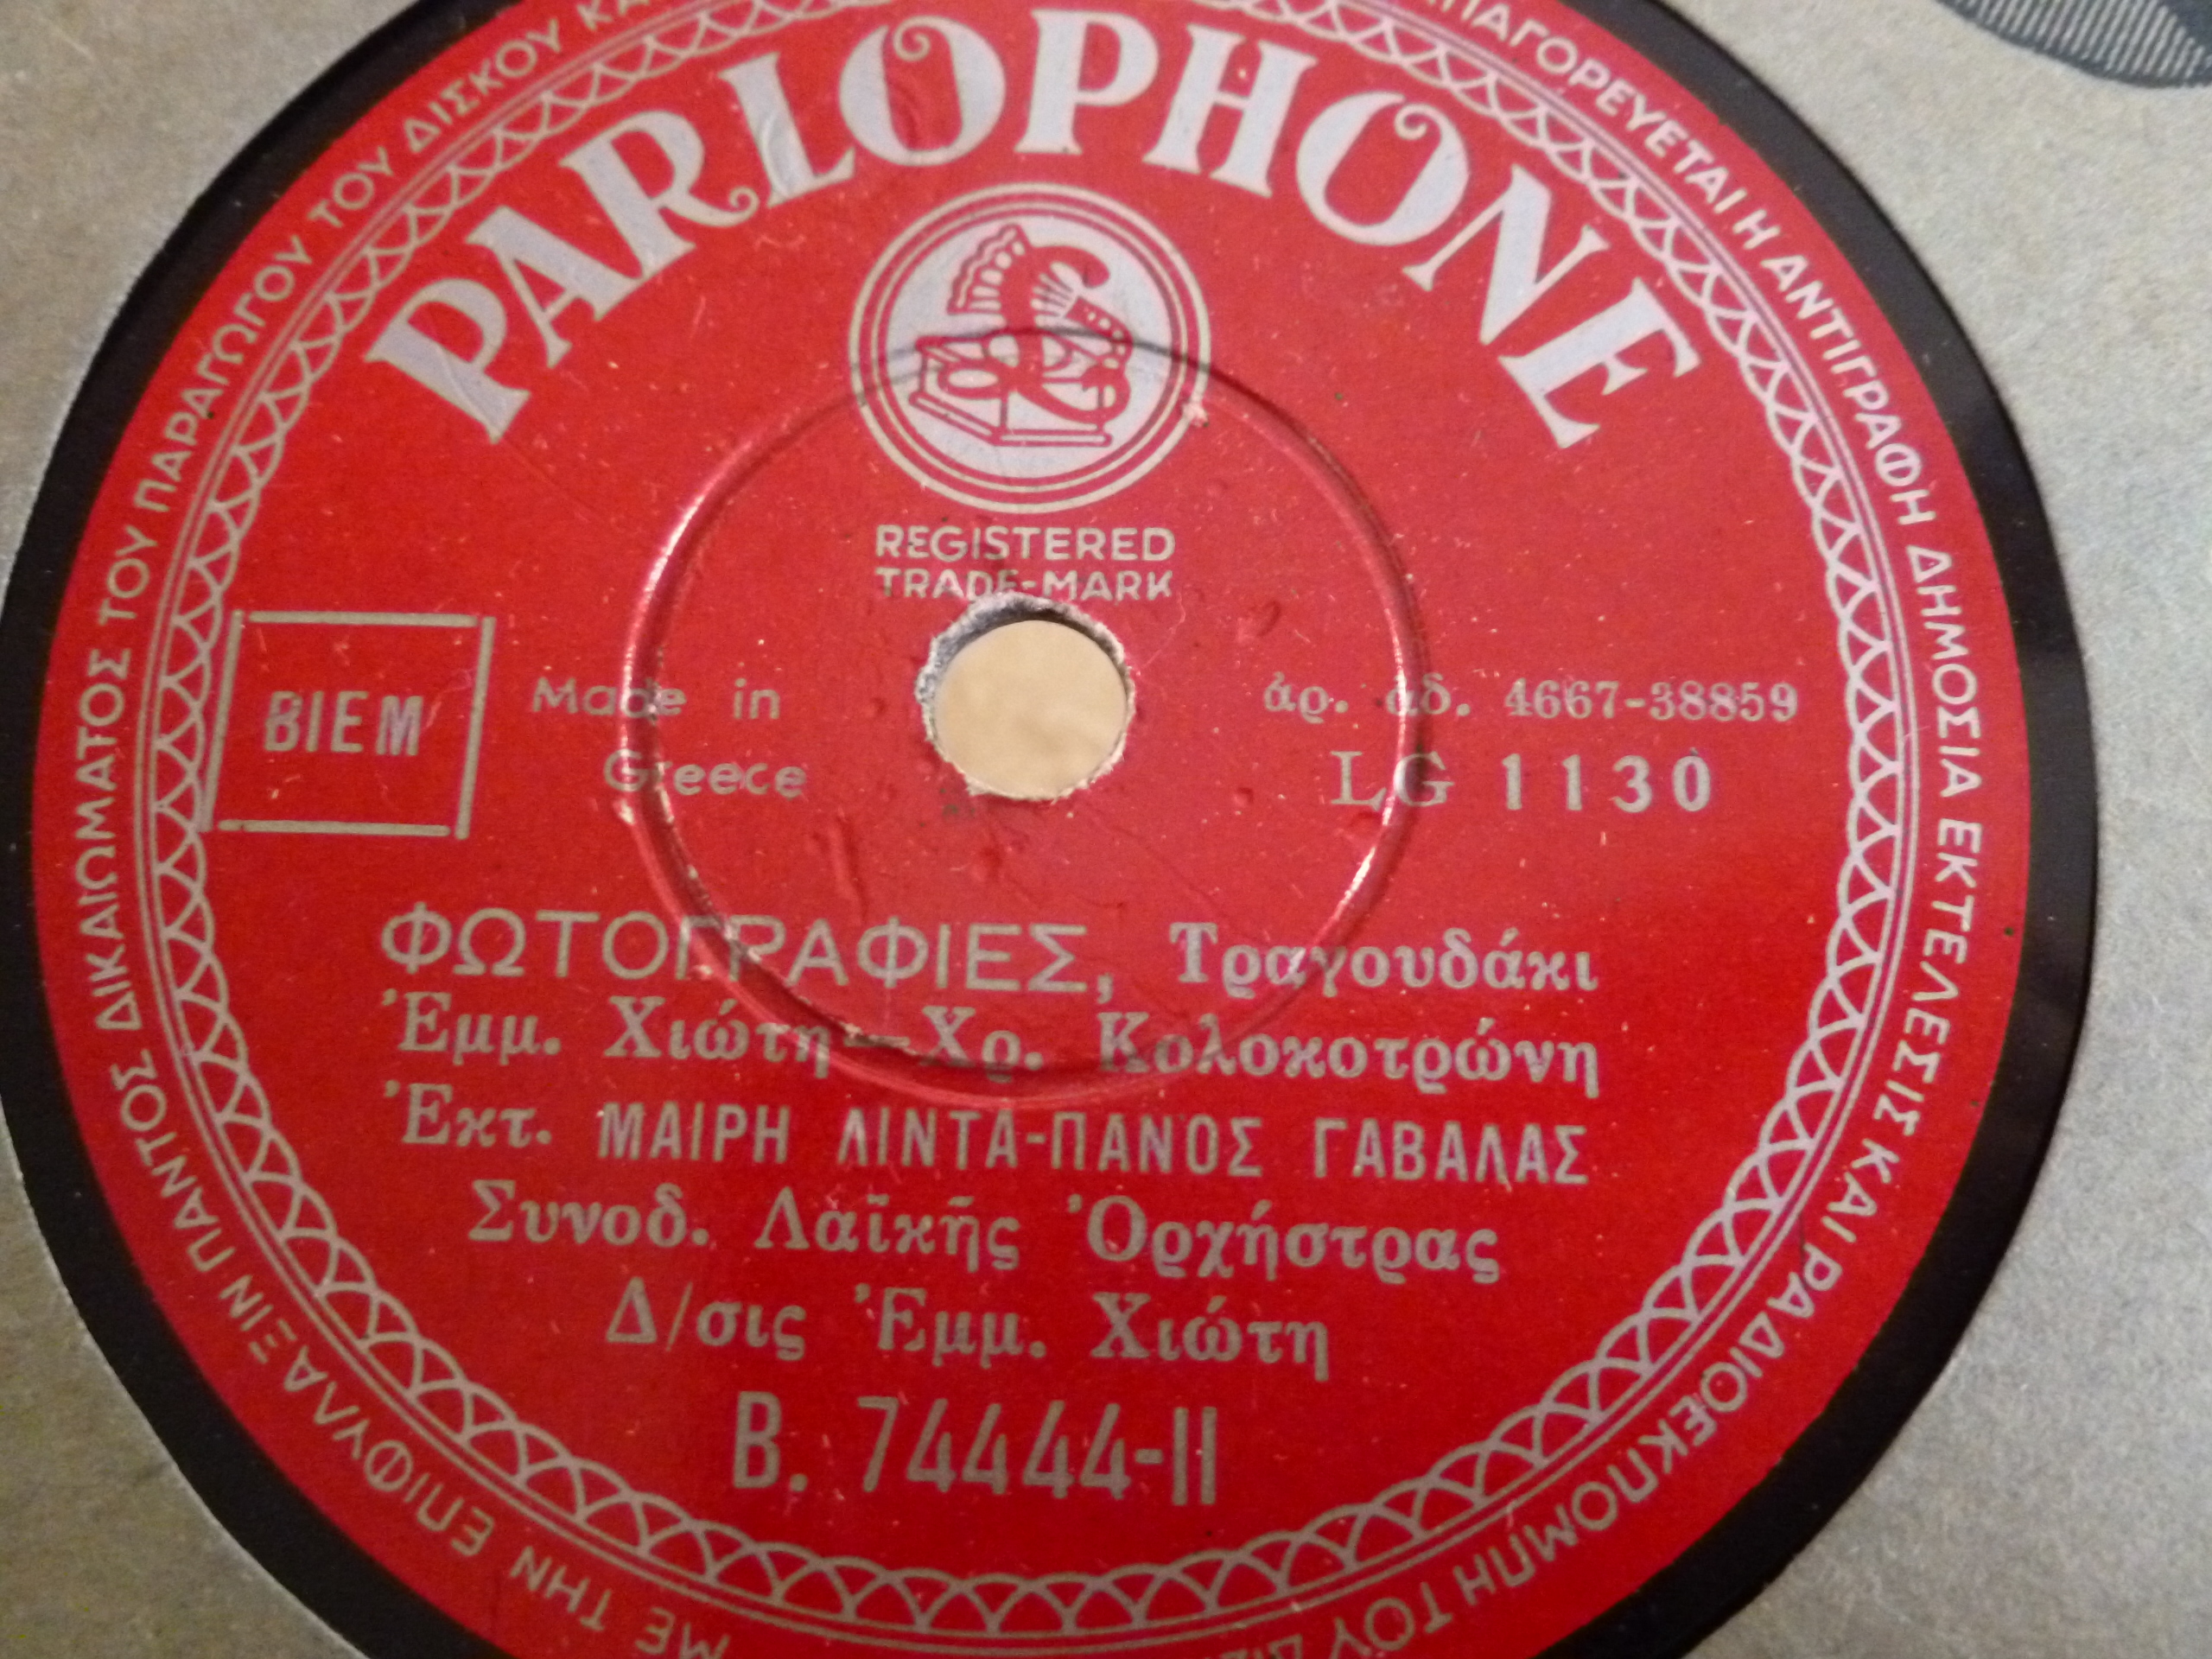 ΜΕ ΤΗΝ ΕΠΙΦΥΛΑΞΙΝ ΠΑΝΤΟΣ ΔΙΚΑΙΩΜΑΤΟΣ ΤΟΥ ΠΑΡΑΓΩΓΟΥ ΤΟΥ ΔΙΣΚΟΥ
ΑΠΑΓΟΡΕΥΕΤΑΙ Η ΑΝΤΙΓΡΑΦΗ ΔΗΜΟΣΙΑ ΕΚΤΕΛΕΣΙΣ ΚΑΙ ΡΑΔΙΟΕΚΠΟΜΠΗ ΤΟΥ
PARLOPHONE
REGISTERED
TRADE-MARK
BIEM
Made in
Greece
ἀρ. ἀδ. 4667-38859
LG 1130
ΦΩΤΟΓΡΑΦΙΕΣ, Τραγουδάκι
Ἐμμ. Χιώτη—Χρ. Κολοκοτρώνη
Ἐκτ. ΜΑΙΡΗ ΛΙΝΤΑ-ΠΑΝΟΣ ΓΑΒΑΛΑΣ
Συνοδ. Λαϊκῆς Ὀρχήστρας
Δ/σις Ἐμμ. Χιώτη
B. 74444-II